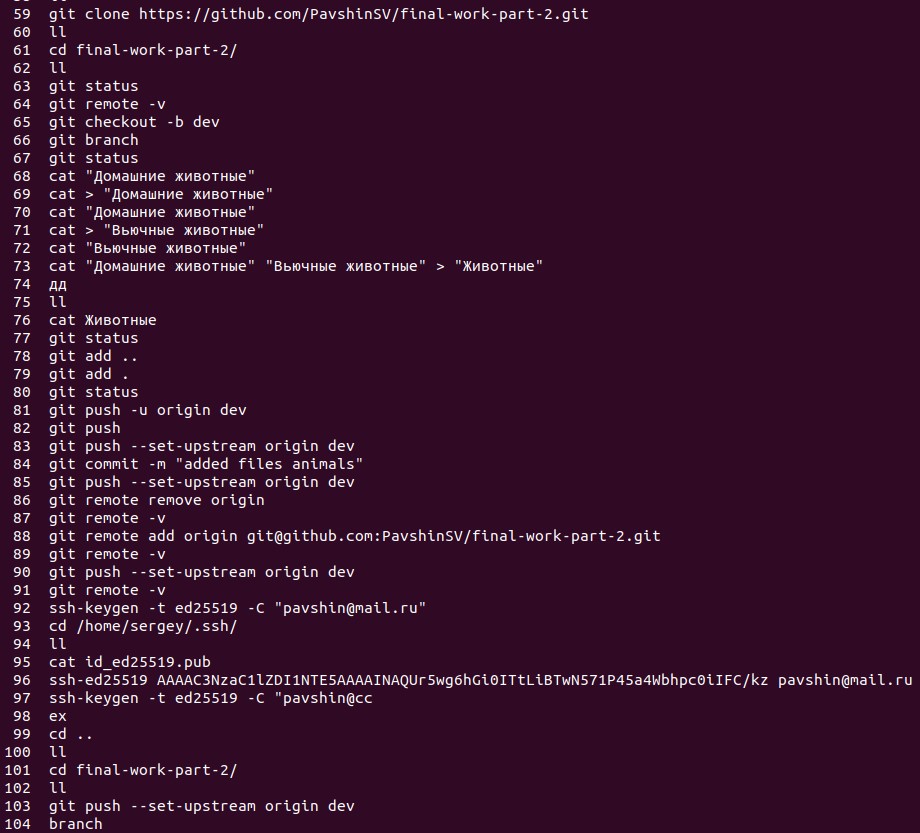 59 git clone https://github.com/PavshinSV/final-work-part-2.git
60 ll
61 cd final-work-part-2/
62 ll
63 git status
64 git remote -v
65 git checkout -b dev
66 git branch
67 git status
68 cat "Домашние животные"
69 cat > "Домашние животные"
70 cat "Домашние животные"
71 cat > "Вьючные животные"
72 cat "Вьючные животные"
73 cat "Домашние животные" "Вьючные животные" > "Животные"
74 дд
75 ll
76 cat Животные
77 git status
78 git add ..
79 git add .
80 git status
81 git push -u origin dev
82 git push
83 git push --set-upstream origin dev
84 git commit -m "added files animals"
85 git push --set-upstream origin dev
86 git remote remove origin
87 git remote -v
88 git remote add origin git@github.com:PavshinSV/final-work-part-2.git
89 git remote -v
90 git push --set-upstream origin dev
91 git remote -v
92 ssh-keygen -t ed25519 -C "pavshin@mail.ru"
93 cd /home/sergey/.ssh/
94 ll
95 cat id_ed25519.pub
96 ssh-ed25519 AAAAC3NzaC1lZDI1NTE5AAAAINAQUr5wg6hGi0ITtLiBTwN571P45a4Wbhpc0iIFC/kz pavshin@mail.ru
97 ssh-keygen -t ed25519 -C "pavshin@cc
98 ex
99 cd ..
100 ll
101 cd final-work-part-2/
102 ll
103 git push --set-upstream origin dev
104 branch